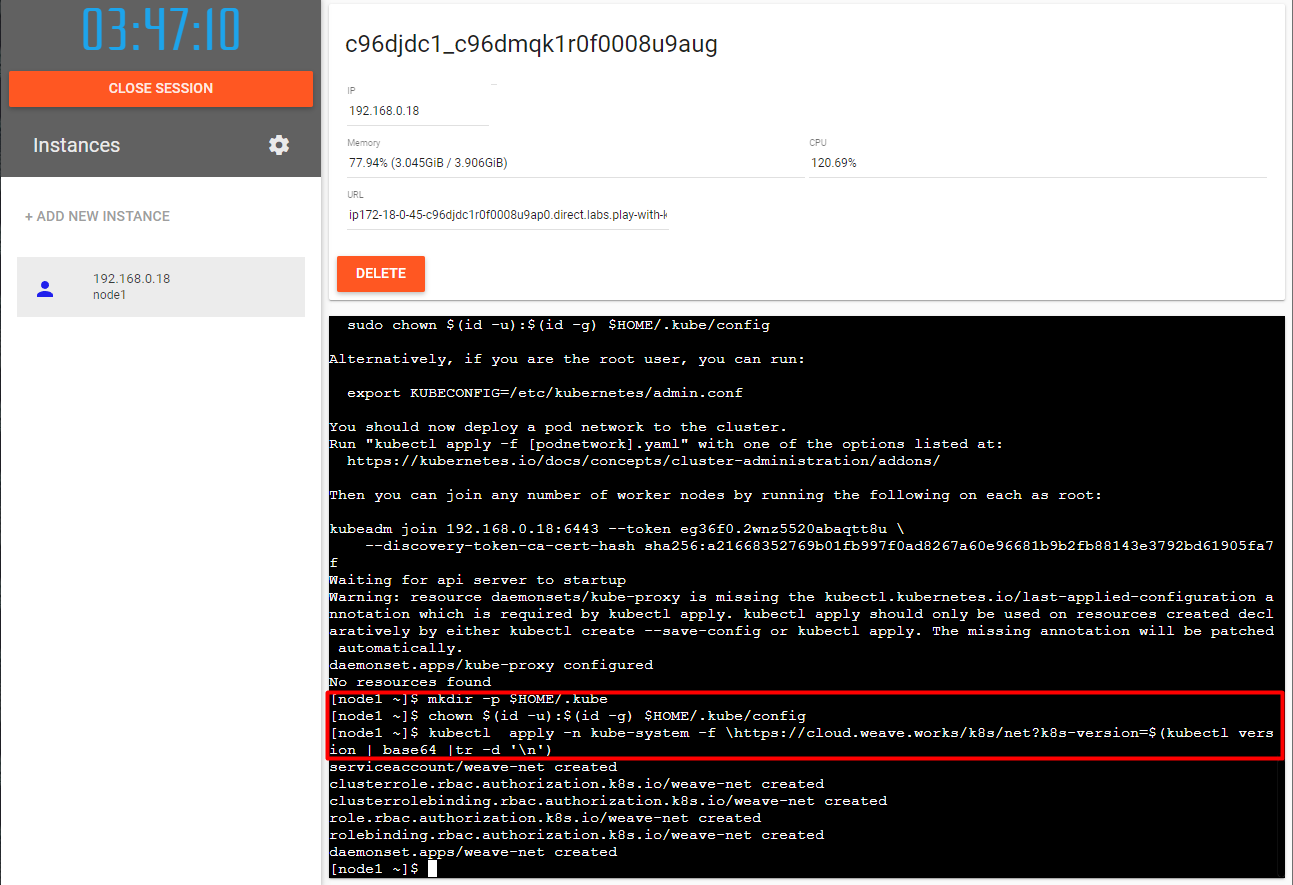 03:47:10
CLOSE SESSION
Instances
+ ADD NEW INSTANCE
192.168.0.18
node1
c96djdc1_c96dmqk1r0f0008u9aug
IP
192.168.0.18
Memory
77.94% (3.045GiB / 3.906GiB)
CPU
120.69%
URL
ip172-18-0-45-c96djdc1r0f0008u9ap0.direct.labs.play-with-k
DELETE
sudo chown $(id -u):$(id -g) $HOME/.kube/config
Alternatively, if you are the root user, you can run:
export KUBECONFIG=/etc/kubernetes/admin.conf
You should now deploy a pod network to the cluster.
Run "kubectl apply -f [podnetwork].yaml" with one of the options listed at:
https://kubernetes.io/docs/concepts/cluster-administration/addons/
Then you can join any number of worker nodes by running the following on each as root:
kubeadm join 192.168.0.18:6443 --token eg36f0.2wnz5520abaqtt8u \
--discovery-token-ca-cert-hash sha256:a21668352769b01fb997f0ad8267a60e96681b9b2fb88143e3792bd61905fa7
f
Waiting for api server to startup
Warning: resource daemonsets/kube-proxy is missing the kubectl.kubernetes.io/last-applied-configuration a
nnotation which is required by kubectl apply. kubectl apply should only be used on resources created decl
aratively by either kubectl create --save-config or kubectl apply. The missing annotation will be patched
automatically.
daemonset.apps/kube-proxy configured
No resources found
[node1 ~]$ mkdir -p $HOME/.kube
[node1 ~]$ chown $(id -u):$(id -g) $HOME/.kube/config
[node1 ~]$ kubectl  apply -n kube-system -f \https://cloud.weave.works/k8s/net?k8s-version=$(kubectl vers
ion | base64 |tr -d '\n')
serviceaccount/weave-net created
clusterrole.rbac.authorization.k8s.io/weave-net created
clusterrolebinding.rbac.authorization.k8s.io/weave-net created
role.rbac.authorization.k8s.io/weave-net created
rolebinding.rbac.authorization.k8s.io/weave-net created
daemonset.apps/weave-net created
[node1 ~]$